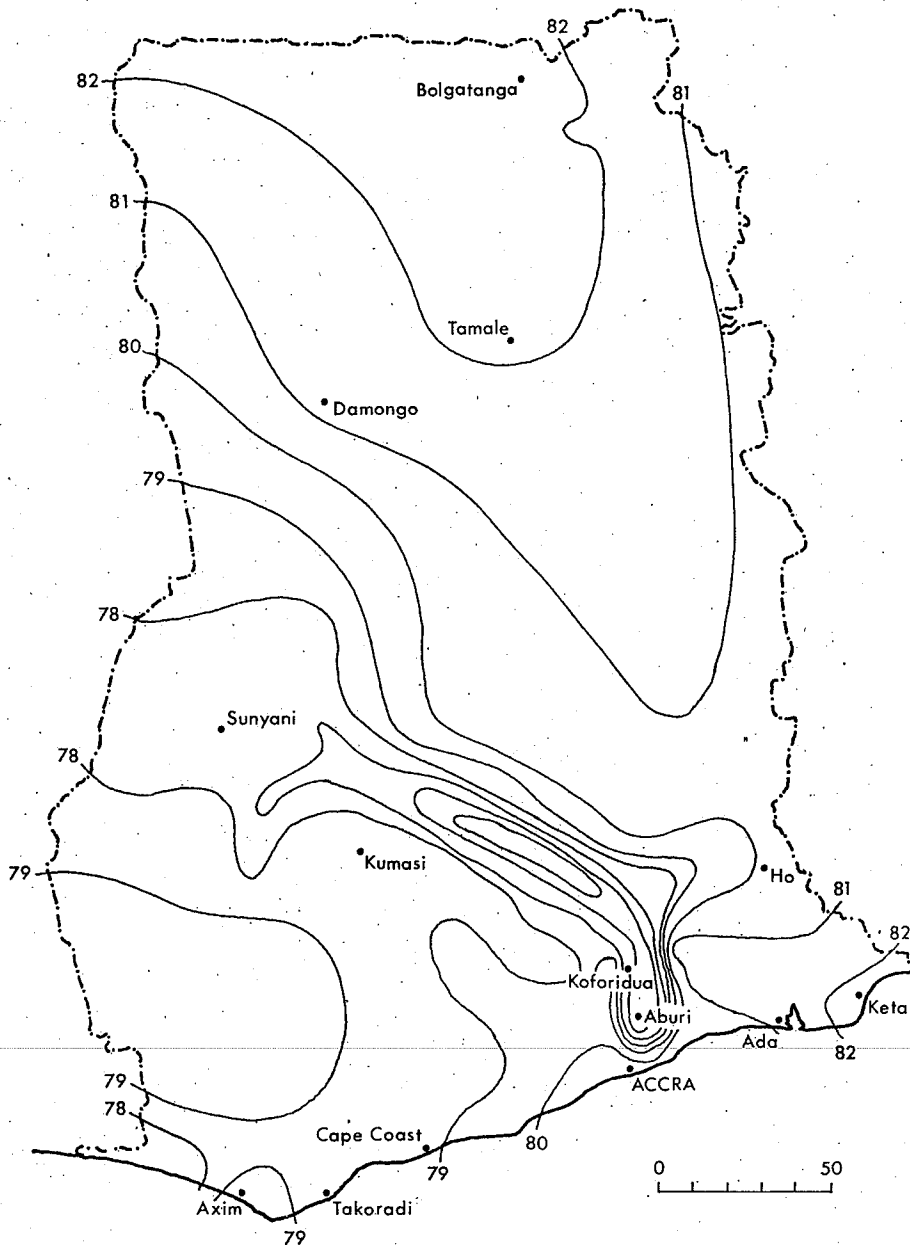 82
82
Bolgatanga
81
81
Tamale
80
Damongo
79
78
Sunyani
78
Kumasi
79
Ho
81
82
Koforidua
Keta
Aburi
Ada
82
ACCRA
79
78
Cape Coast
80
79
0 50
Axim
Takoradi
79